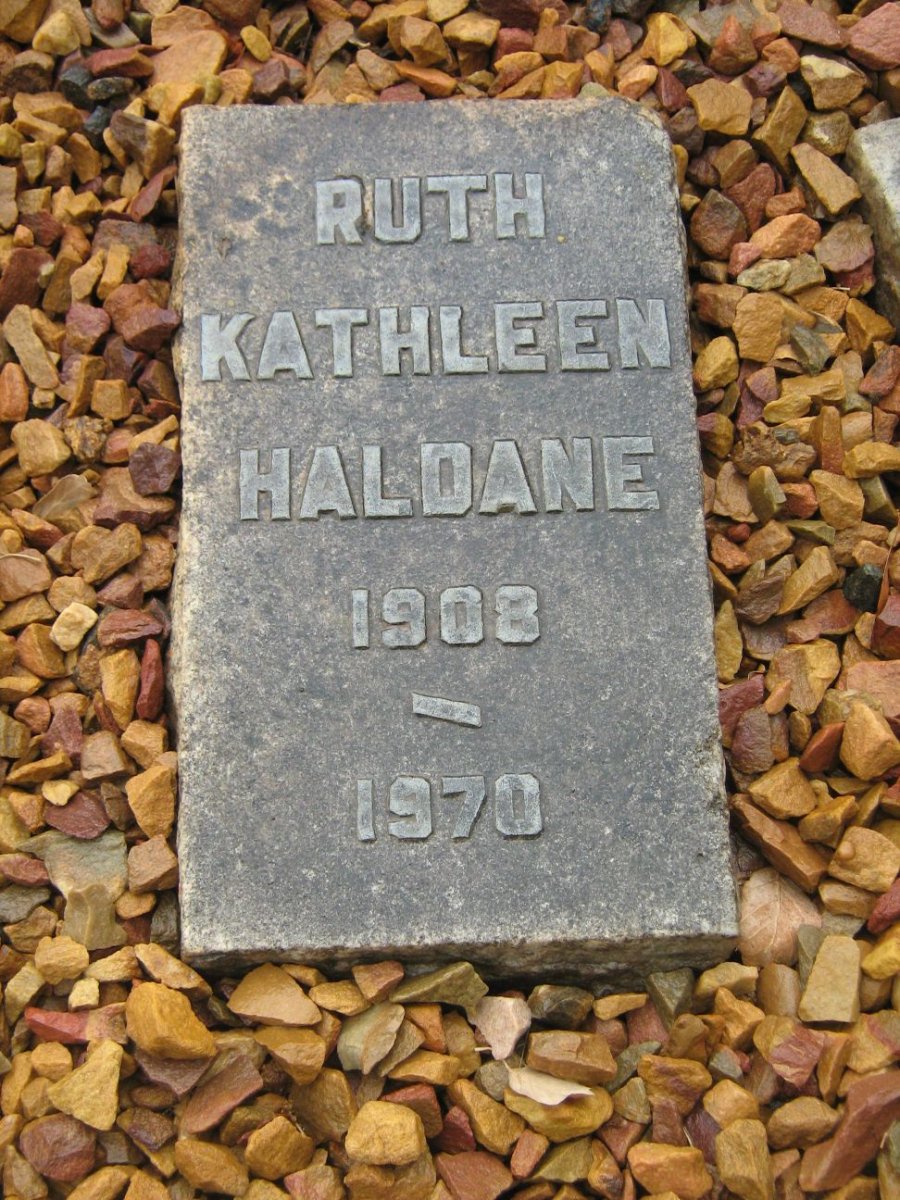 RUTH
KATHLEEN
HALDANE
1908
-
1970